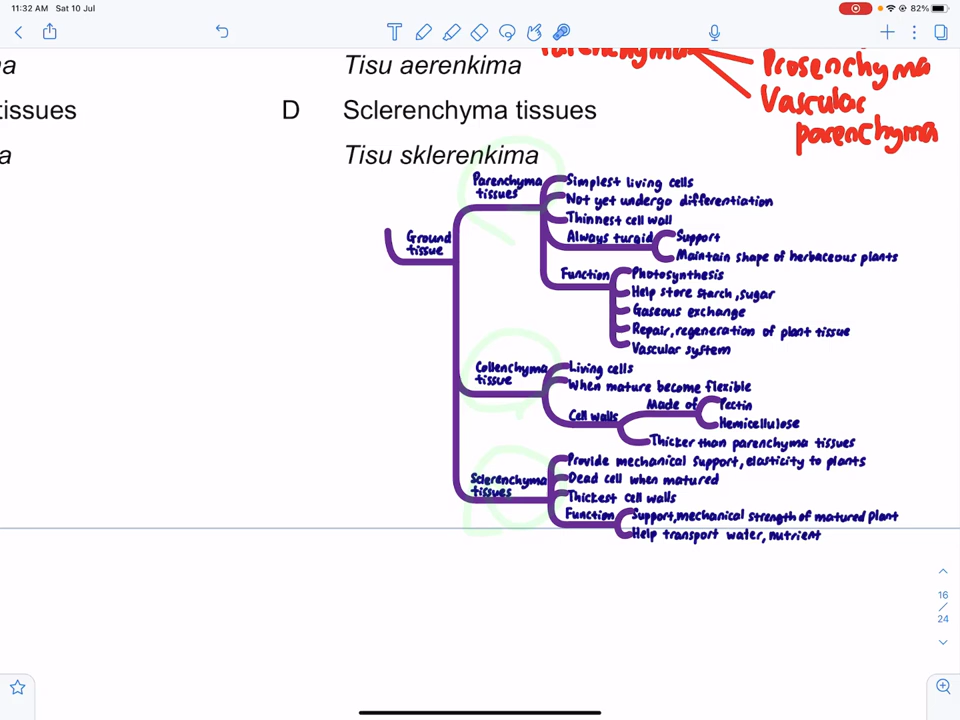 11:32 AM Sat 10 Jul
82%
Tisu aerenkima
Prosenchyma
tissues
D Sclerenchyma tissues
Vascular
parenchyma
Tisu sklerenkima
Parenchyma
tissues
Simplest living cells
Not yet undergo differentiation
Thinnest cell wall
Always turgid
Support
Maintain shape of herbaceous plants
Ground
tissue
Function
Photosynthesis
Help store starch, sugar
Gaseous exchange
Repair, regeneration of plant tissue
Vascular system
Collenchyma
tissue
Living cells
When mature become flexible
Cell walls
Made of
Pectin
Hemicellulose
Thicker than parenchyma tissues
Sclerenchyma
tissues
Provide mechanical support, elasticity to plants
Dead cell when matured
Thickest cell walls
Function
Support, mechanical strength of matured plant
Help transport water, nutrient
16
/
24